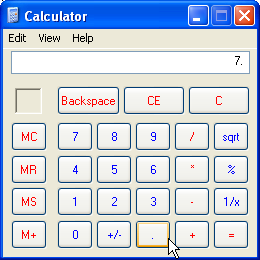 Calculator
Edit View Help
7.
Backspace CE C
MC 7 8 9 / sqrt
MR 4 5 6 * %
MS 1 2 3 - 1/x
M+ 0 +/- . + =